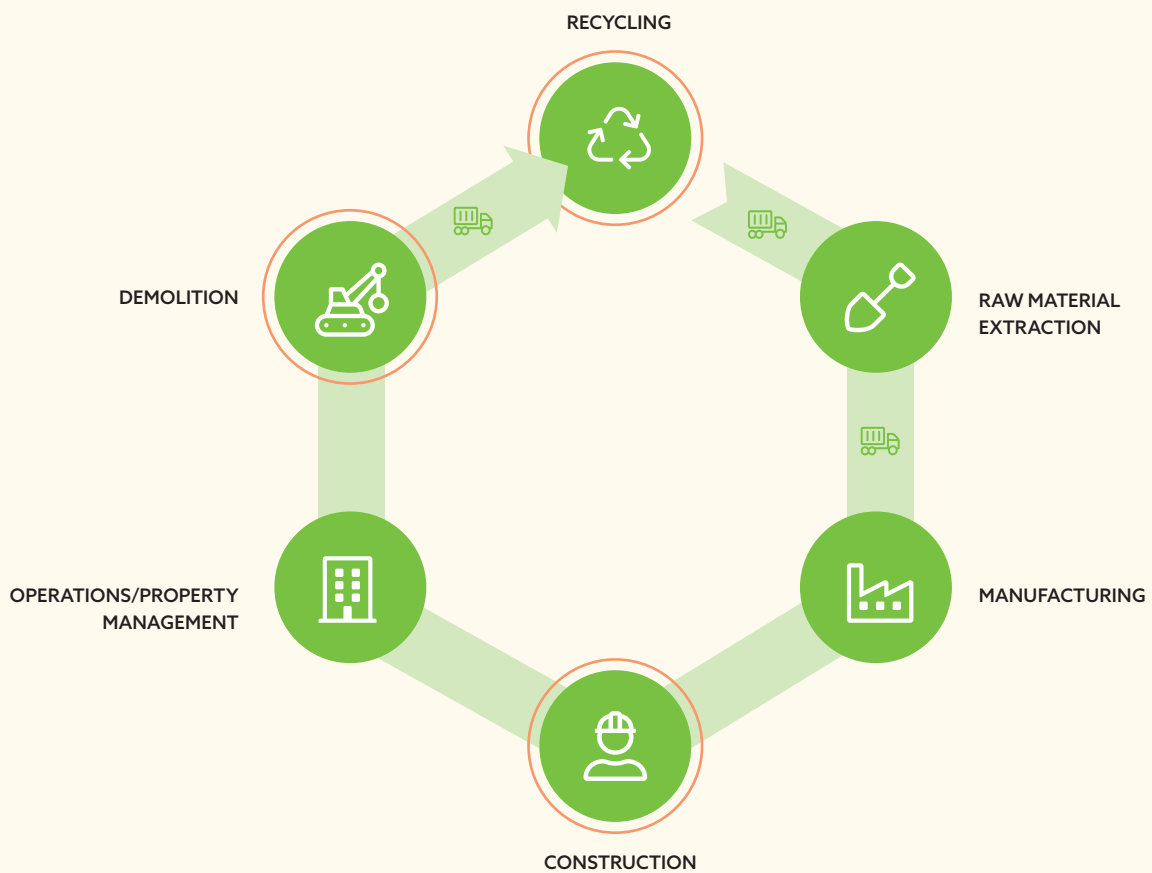 RECYCLING
DEMOLITION
RAW MATERIAL
EXTRACTION
OPERATIONS/PROPERTY
MANAGEMENT
MANUFACTURING
CONSTRUCTION